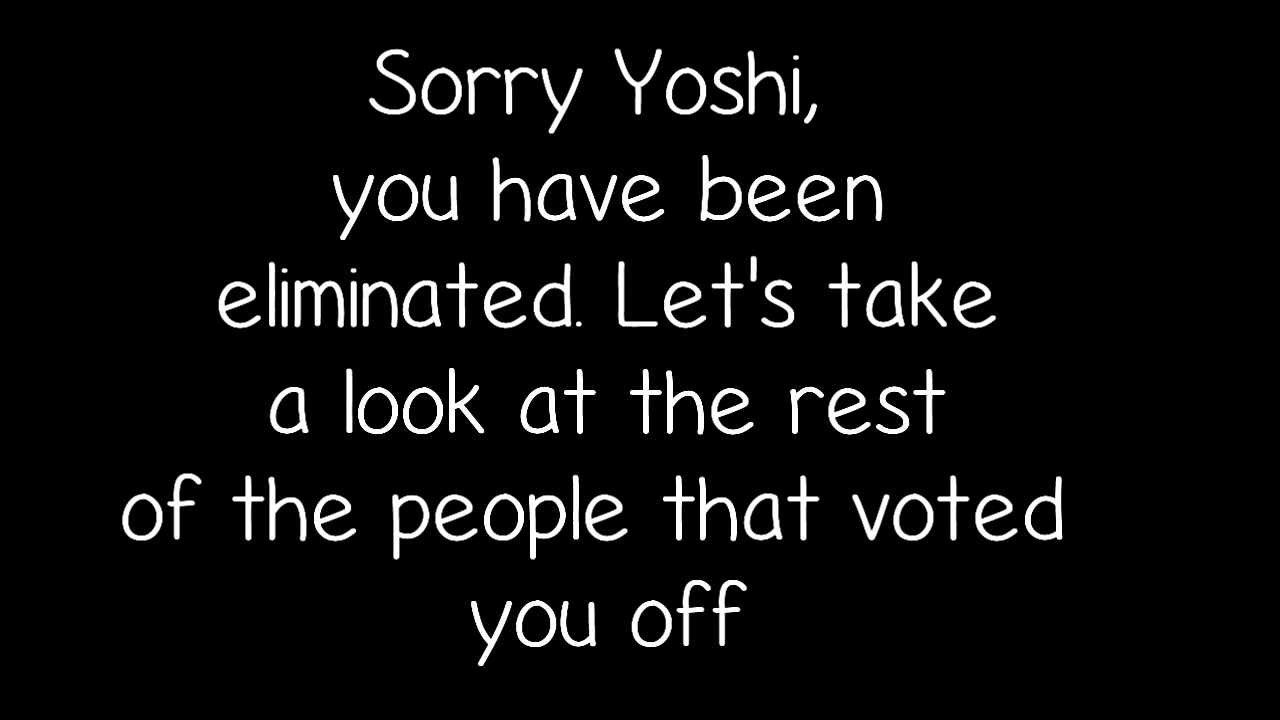 Sorry Yoshi,
you have been
eliminated. Let's take
a look at the rest
of the people that voted
you off